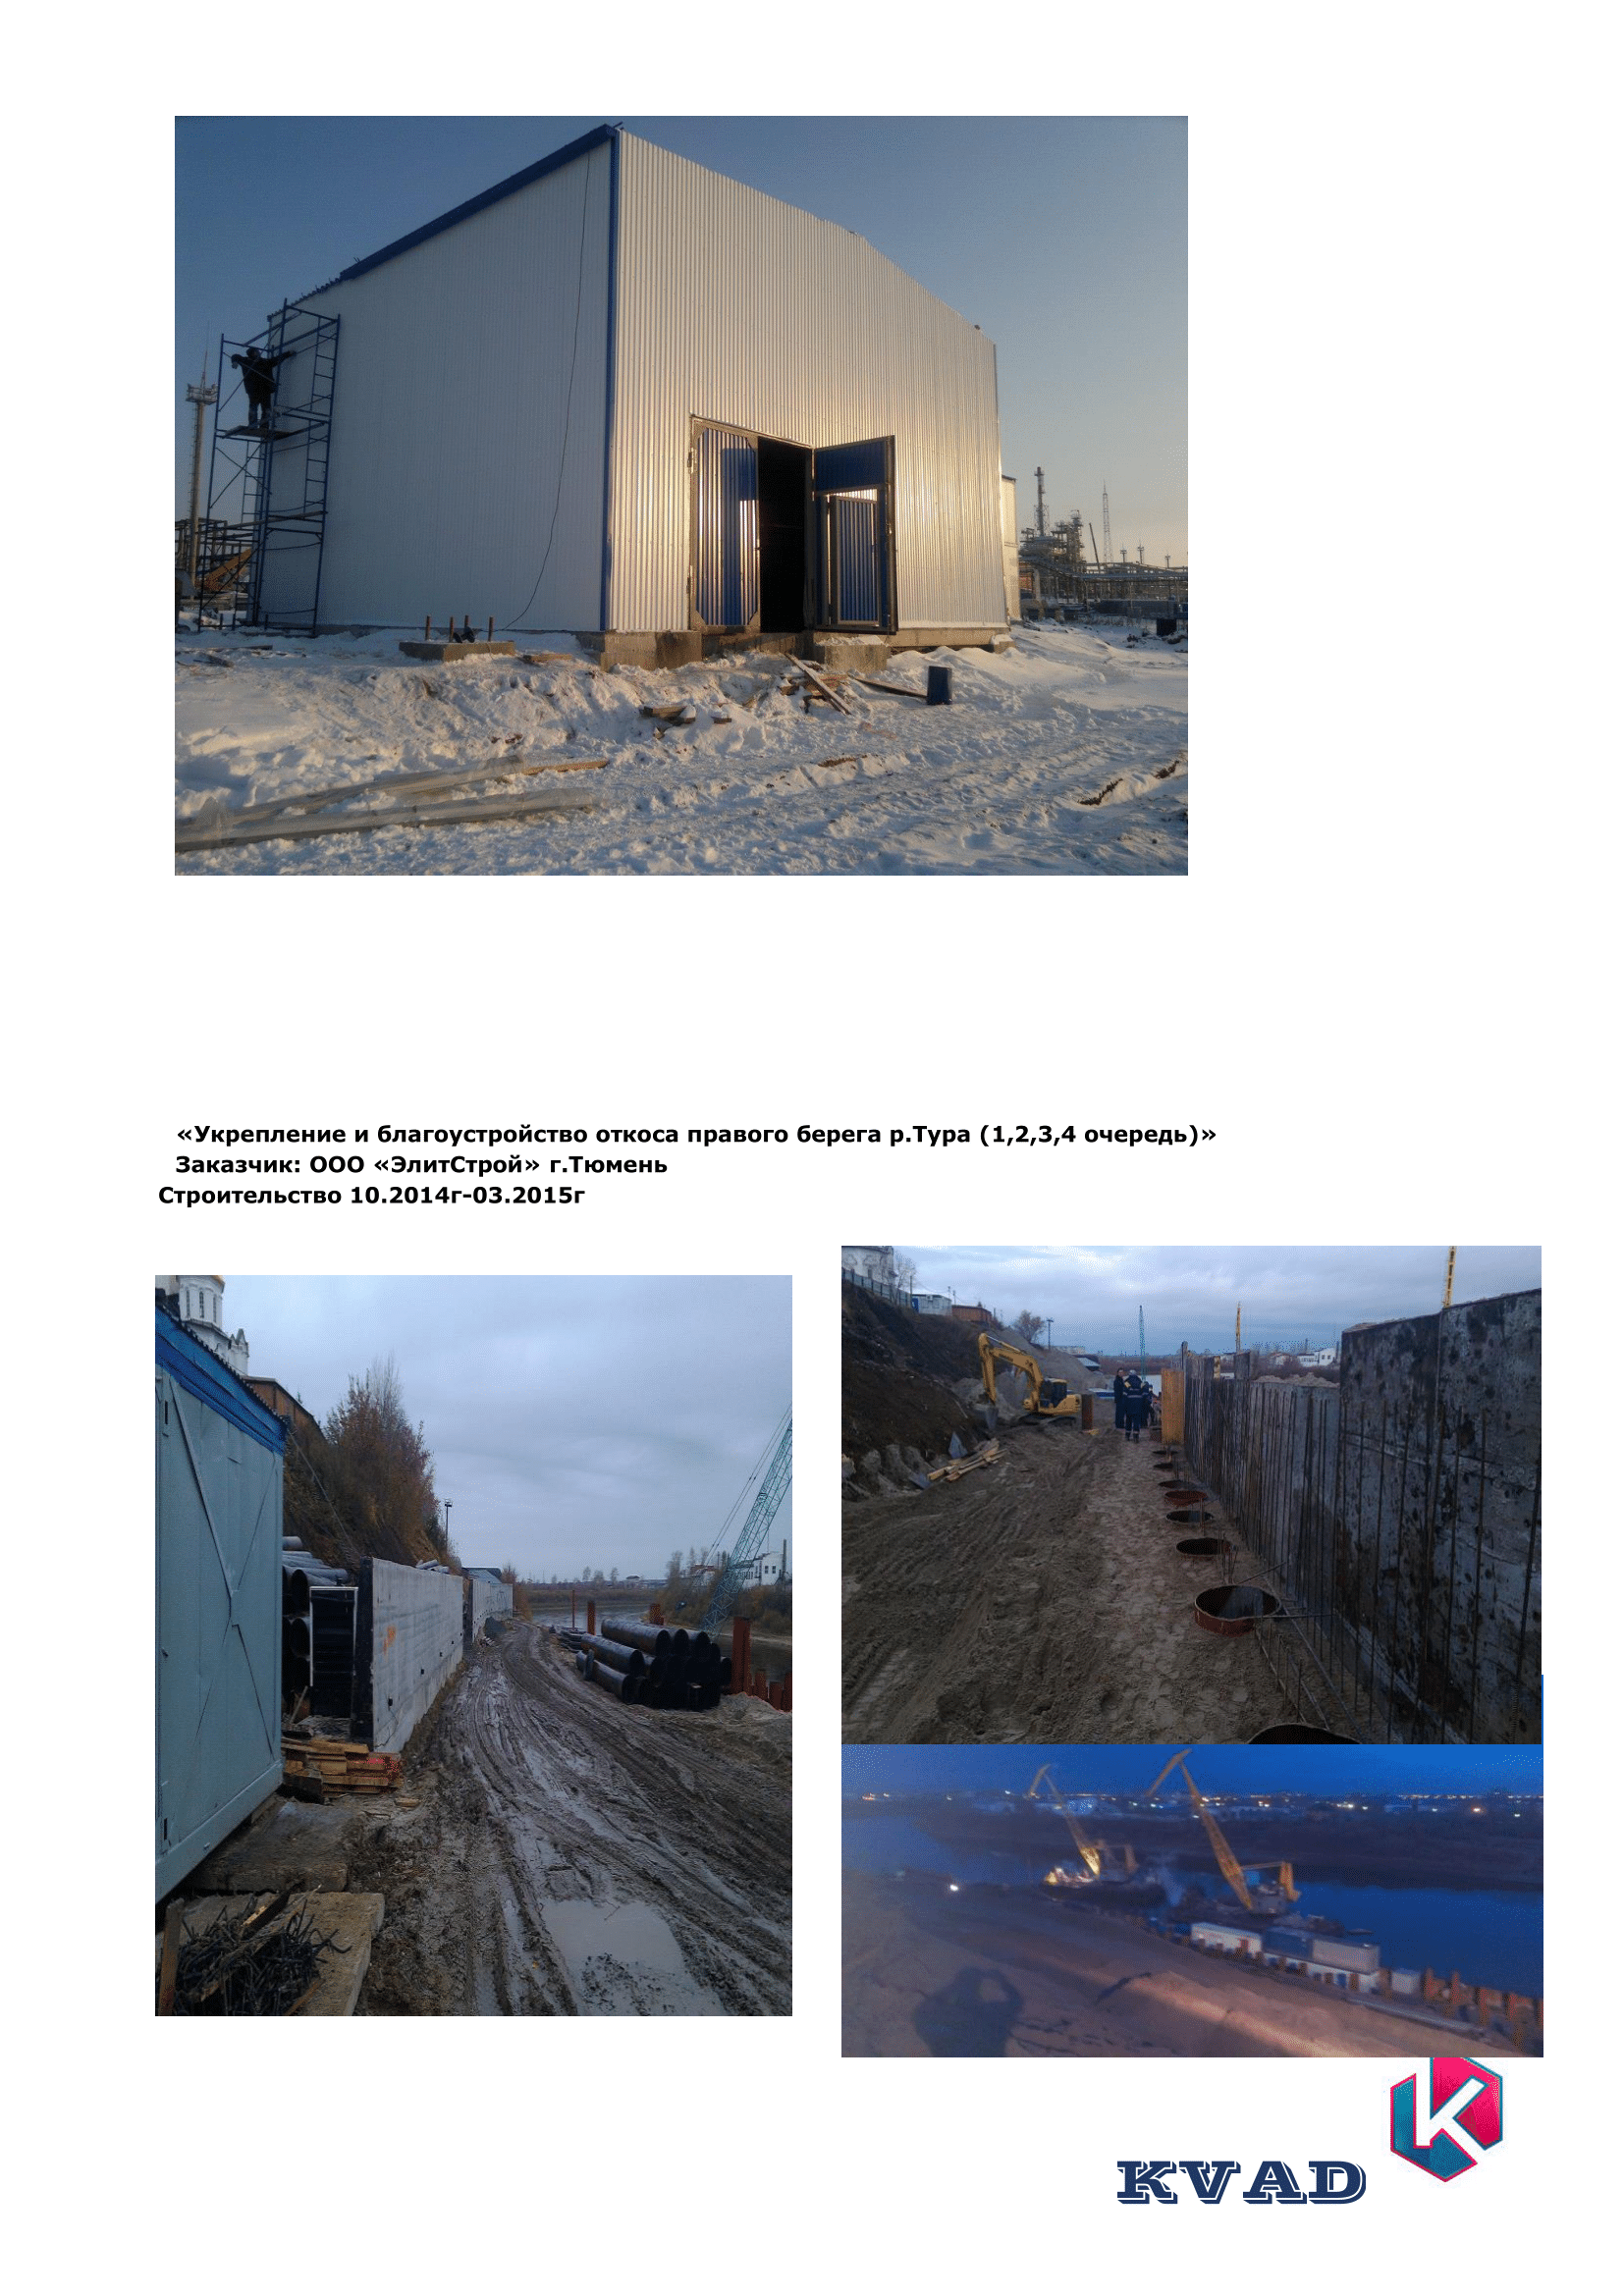 «Укрепление и благоустройство откоса правого берега р.Тура (1,2,3,4 очередь)»
Заказчик: ООО «ЭлитСтрой» г.Тюмень
Строительство 10.2014г-03.2015г
K
KVAD